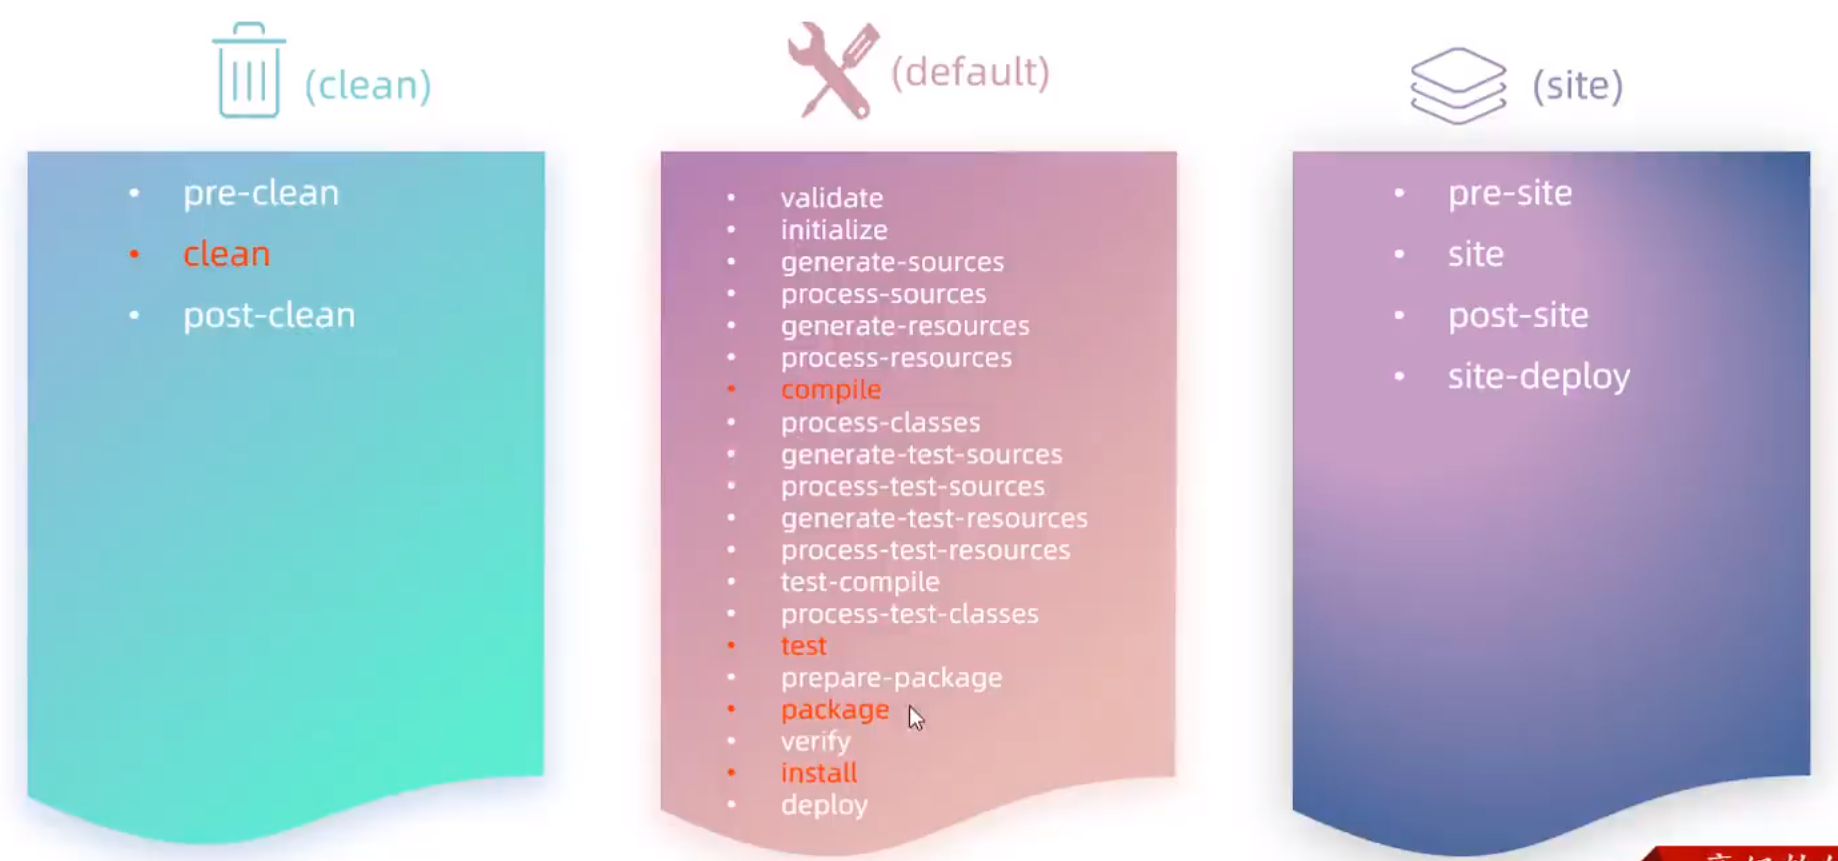 (clean)
pre-clean
clean
post-clean
(default)
validate
initialize
generate-sources
process-sources
generate-resources
process-resources
compile
process-classes
generate-test-sources
process-test-sources
generate-test-resources
process-test-resources
test-compile
process-test-classes
test
prepare-package
package
verify
install
deploy
(site)
pre-site
site
post-site
site-deploy